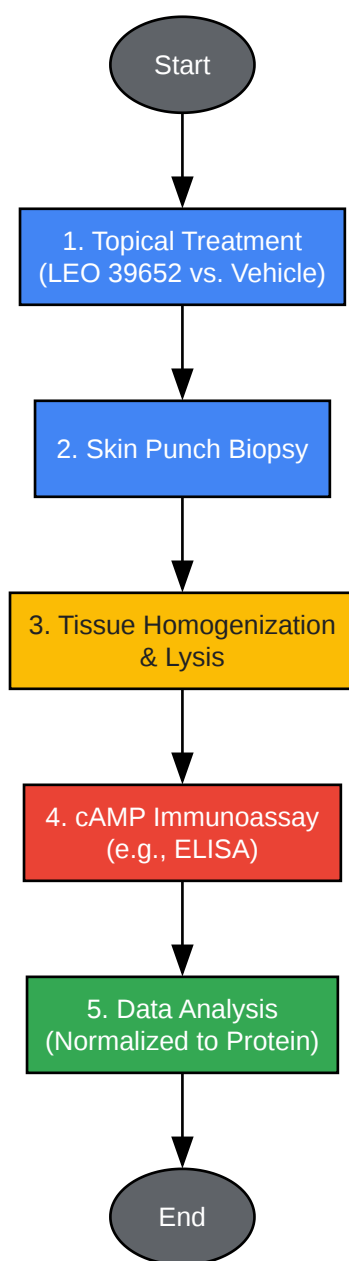 Start
1. Topical Treatment
(LEO 39652 vs. Vehicle)
2. Skin Punch Biopsy
3. Tissue Homogenization
& Lysis
4. cAMP Immunoassay
(e.g., ELISA)
5. Data Analysis
(Normalized to Protein)
End